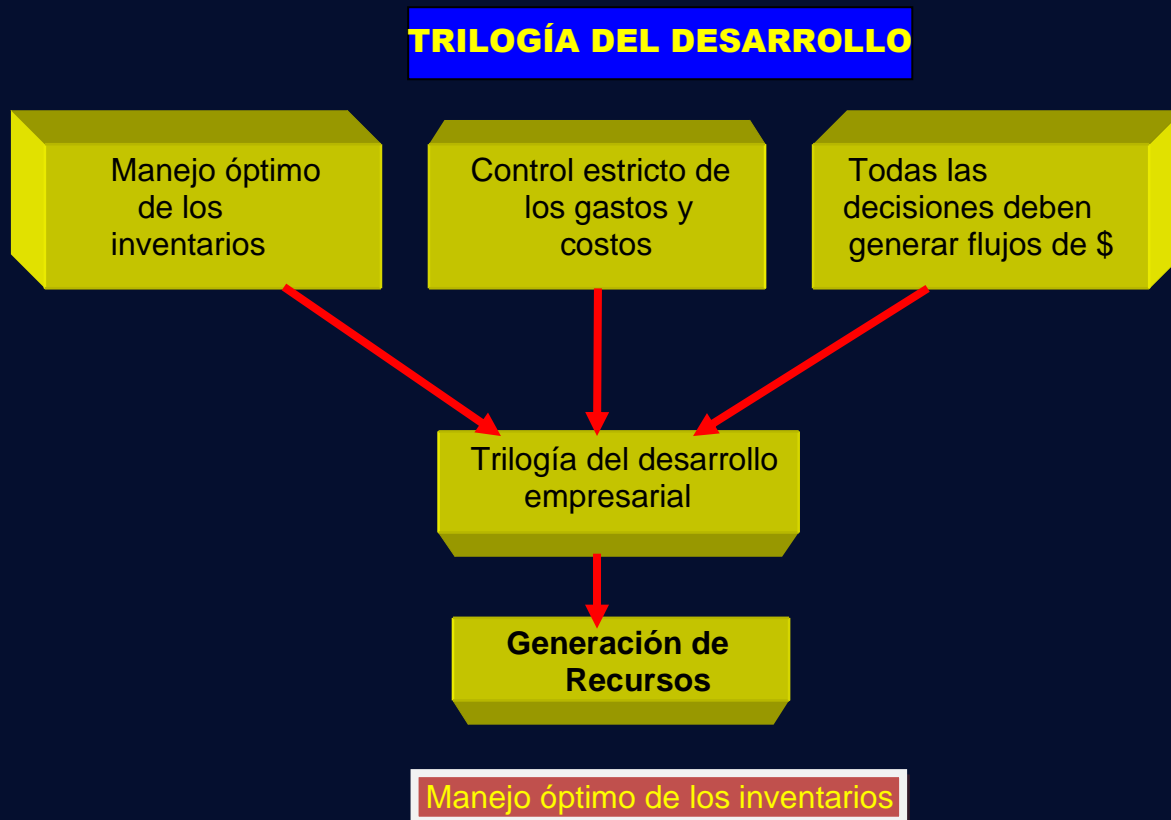 TRILOGÍA DEL DESARROLLO
Manejo óptimo
de los
inventarios
Control estricto de
los gastos y
costos
Todas las
decisiones deben
generar flujos de $
Trilogía del desarrollo
empresarial
Generación de
Recursos
Manejo óptimo de los inventarios